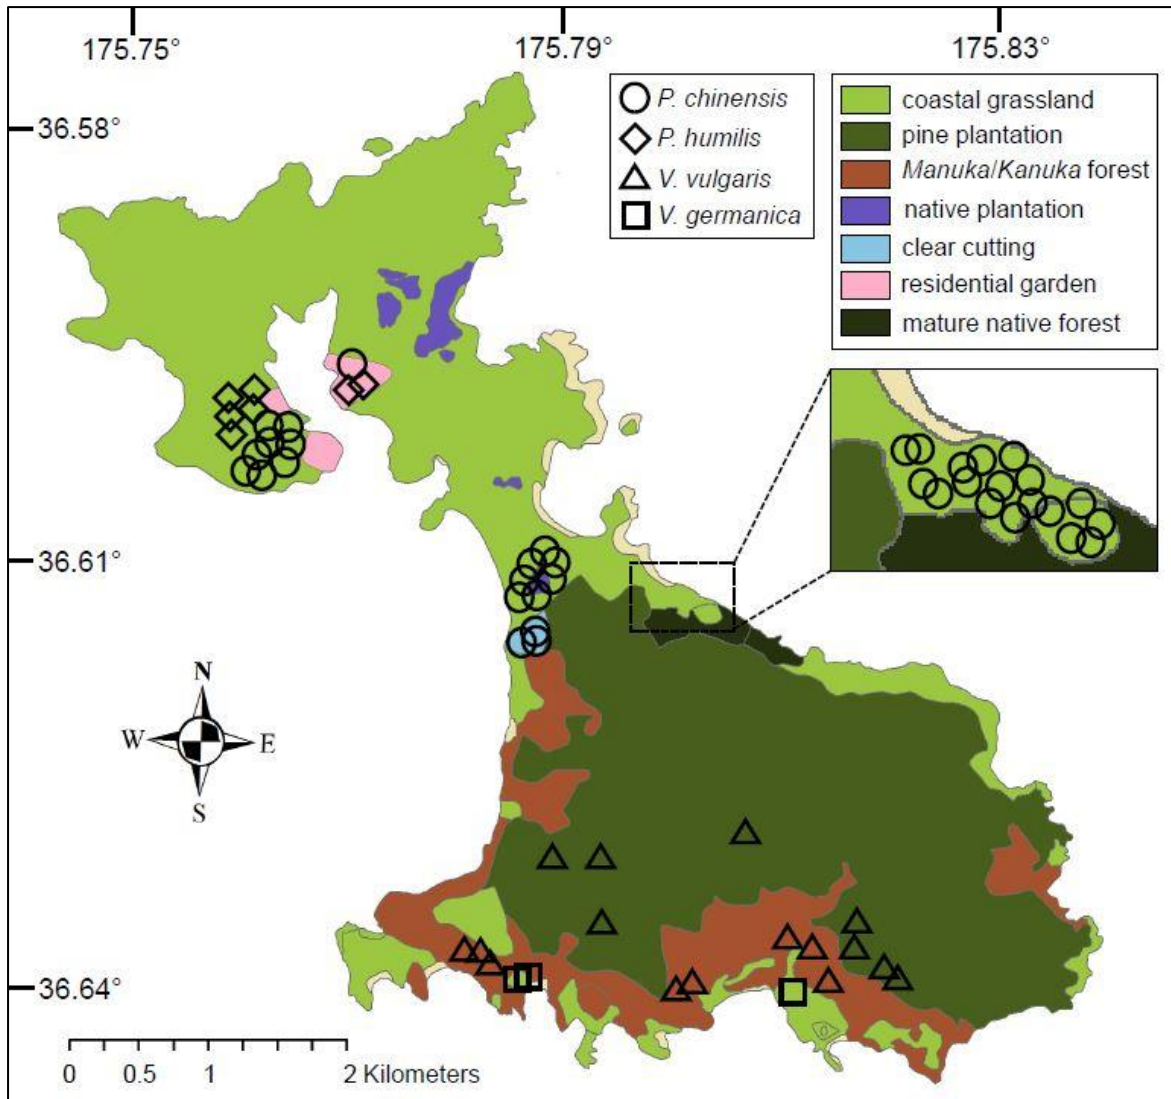 175.75°
175.79°
175.83°
36.58°
36.61°
36.64°
P. chinensis
P. humilis
V. vulgaris
V. germanica
coastal grassland
pine plantation
Manuka/Kanuka forest
native plantation
clear cutting
residential garden
mature native forest
N
W E
S
0 0.5 1 2 Kilometers